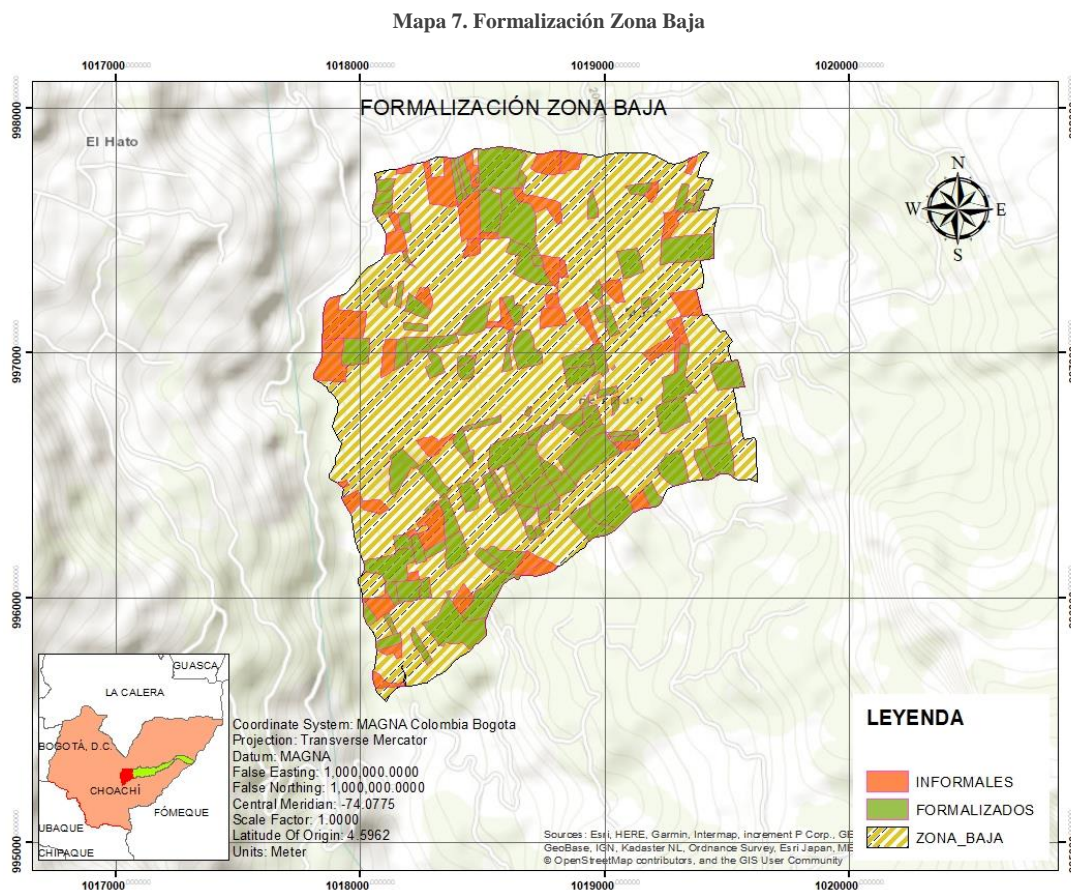 Mapa 7. Formalización Zona Baja
1017000 1018000 1019000 1020000
FORMALIZACIÓN ZONA BAJA
998000
El Hato
N
W E
S
997000
996000
995000
GUASCA
LA CALERA
BOGOTÁ, D.C.
CHOACHÍ
FÓMEQUE
UBAQUE
CHIPAQUE
Coordinate System: MAGNA Colombia Bogota
Projection: Transverse Mercator
Datum: MAGNA
False Easting: 1,000,000.0000
False Northing: 1,000,000.0000
Central Meridian: -74.0775
Scale Factor: 1.0000
Latitude Of Origin: 4.5962
Units: Meter
Sources: Esri, HERE, Garmin, Intermap, increment P Corp., GE
GeoBase, IGN, Kadaster NL, Ordnance Survey, Esri Japan, ME
© OpenStreetMap contributors, and the GIS User Community
LEYENDA
INFORMALES
FORMALIZADOS
ZONA_BAJA
1017000 1018000 1019000 1020000